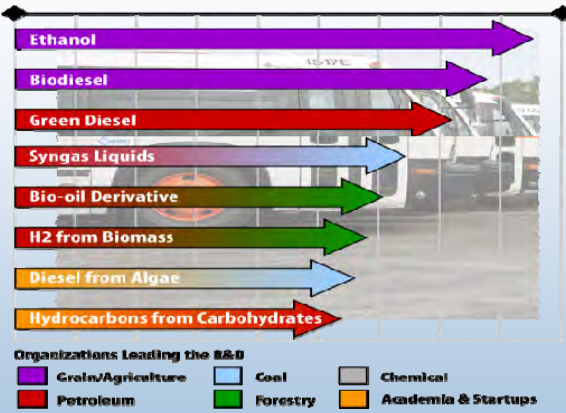 Ethanol
Biodiesel
Green Diesel
Syngas Liquids
Bio-oil Derivative
H2 from Biomass
Diesel from Algae
Hydrocarbons from Carbohydrates
Organizations Leading the R&D
Grain/Agriculture
Coal
Chemical
Petroleum
Forestry
Academia & Startups